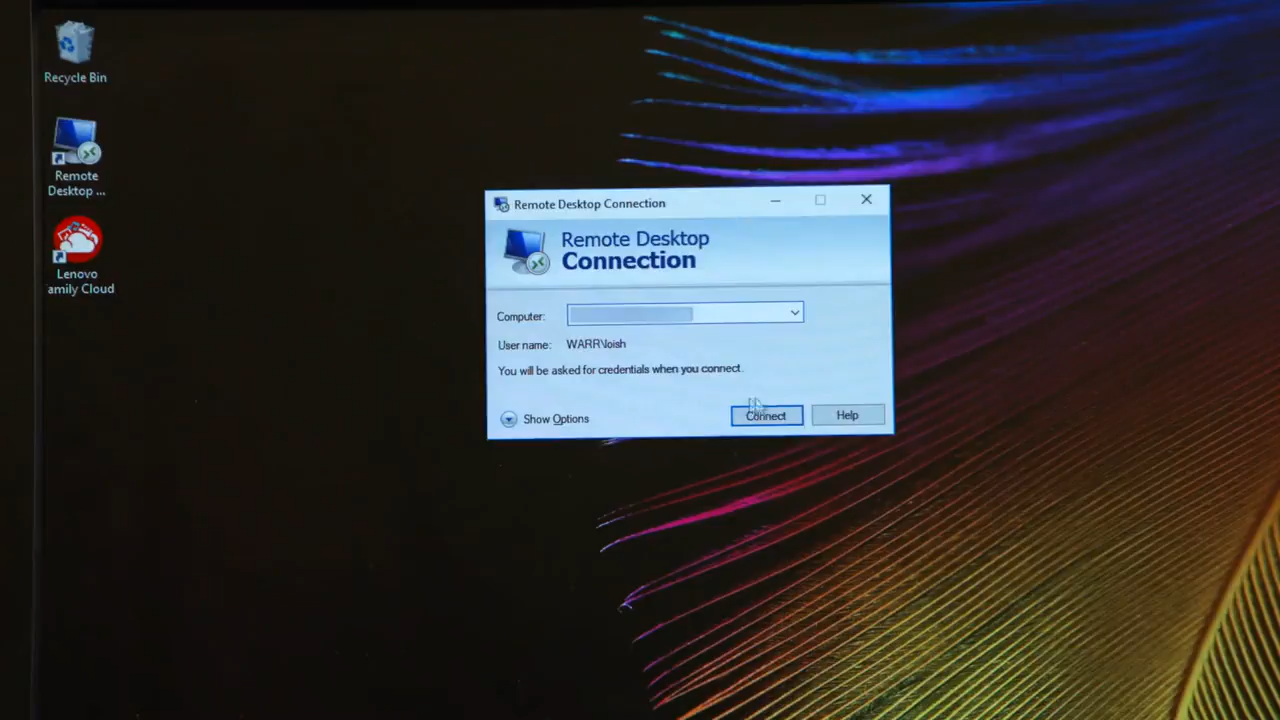 Recycle Bin
Remote
Desktop ...
Lenovo
amily Cloud
Remote Desktop Connection
Remote Desktop
Connection
Computer:
User name: WARR\loish
You will be asked for credentials when you connect.
Show Options
Connect
Help